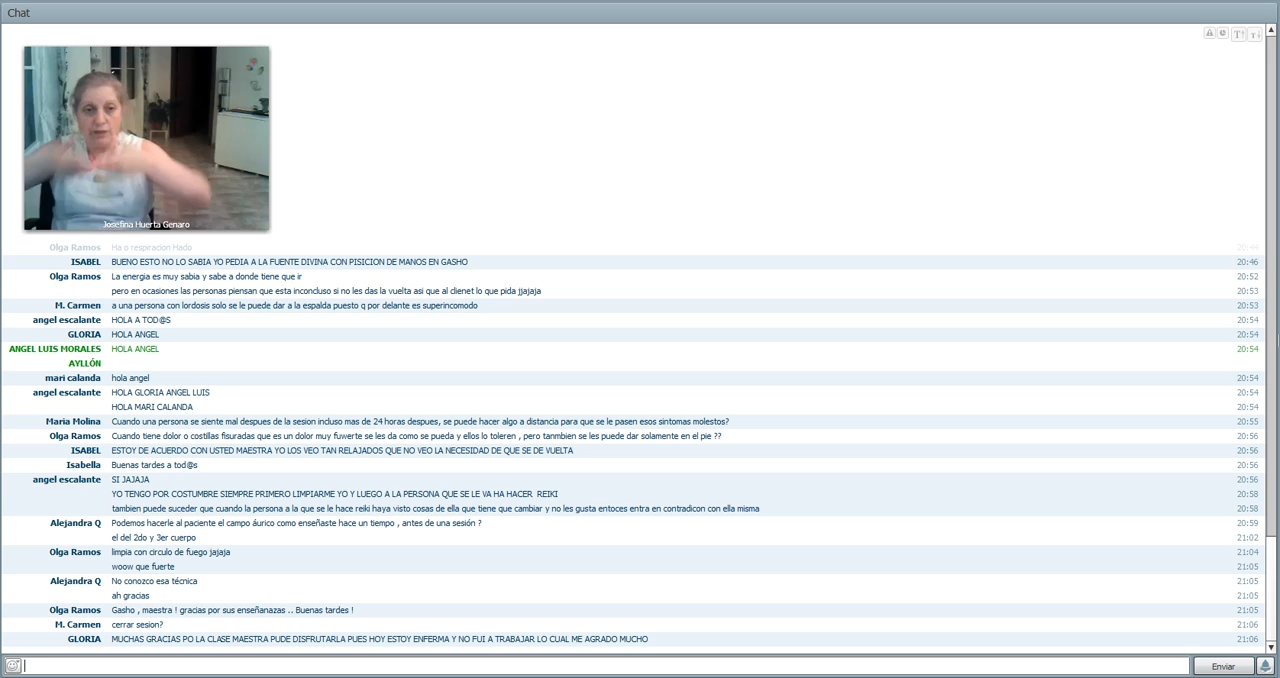 Chat
Josefina Huerta Genaro
Olga Ramos Ha o respiracion Hado 20:44
ISABEL BUENO ESTO NO LO SABIA YO PEDIA A LA FUENTE DIVINA CON PISICION DE MANOS EN GASHO 20:46
Olga Ramos La energia es muy sabia y sabe a donde tiene que ir 20:52
pero en ocasiones las personas piensan que esta inconcluso si no les das la vuelta asi que al clienet lo que pida jjajaja 20:53
M. Carmen a una persona con lordosis solo se le puede dar a la espalda puesto q por delante es superincomodo 20:53
angel escalante HOLA A TOD@S 20:54
GLORIA HOLA ANGEL 20:54
ANGEL LUIS MORALES HOLA ANGEL 20:54
AYLLÓN
mari calanda hola angel 20:54
angel escalante HOLA GLORIA ANGEL LUIS 20:54
HOLA MARI CALANDA 20:54
Maria Molina Cuando una persona se siente mal despues de la sesion incluso mas de 24 horas despues, se puede hacer algo a distancia para que se le pasen esos sintomas molestos? 20:55
Olga Ramos Cuando tiene dolor o costillas fisuradas que es un dolor muy fuwerte se les da como se pueda y ellos lo toleren , pero tanmbien se les puede dar solamente en el pie ?? 20:56
ISABEL ESTOY DE ACUERDO CON USTED MAESTRA YO LOS VEO TAN RELAJADOS QUE NO VEO LA NECESIDAD DE QUE SE DE VUELTA 20:56
Isabella Buenas tardes a tod@s 20:56
angel escalante SI JAJAJA 20:56
YO TENGO POR COSTUMBRE SIEMPRE PRIMERO LIMPIARME YO Y LUEGO A LA PERSONA QUE SE LE VA HA HACER REIKI 20:58
tambien puede suceder que cuando la persona a la que se le hace reiki haya visto cosas de ella que tiene que cambiar y no les gusta entoces entra en contradicon con ella misma 20:58
Alejandra Q Podemos hacerle al paciente el campo áurico como enseñaste hace un tiempo , antes de una sesión ? 20:59
el del 2do y 3er cuerpo 21:02
Olga Ramos limpia con circulo de fuego jajaja 21:04
woow que fuerte 21:05
Alejandra Q No conozco esa técnica 21:05
ah gracias 21:05
Olga Ramos Gasho , maestra ! gracias por sus enseñanazas .. Buenas tardes ! 21:05
M. Carmen cerrar sesion? 21:06
GLORIA MUCHAS GRACIAS PO LA CLASE MAESTRA PUDE DISFRUTARLA PUES HOY ESTOY ENFERMA Y NO FUI A TRABAJAR LO CUAL ME AGRADO MUCHO 21:06
Enviar